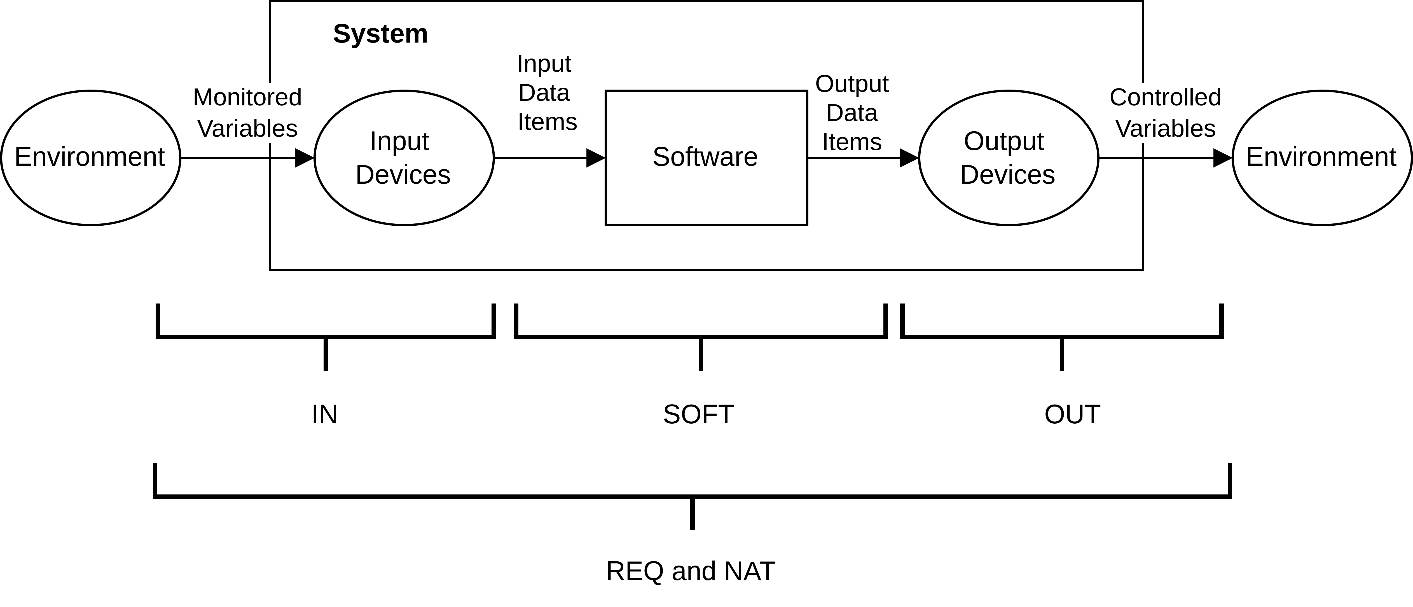 System
Environment
Monitored
Variables
Input
Devices
Input
Data
Items
Software
Output
Data
Items
Output
Devices
Controlled
Variables
Environment
IN
SOFT
OUT
REQ and NAT